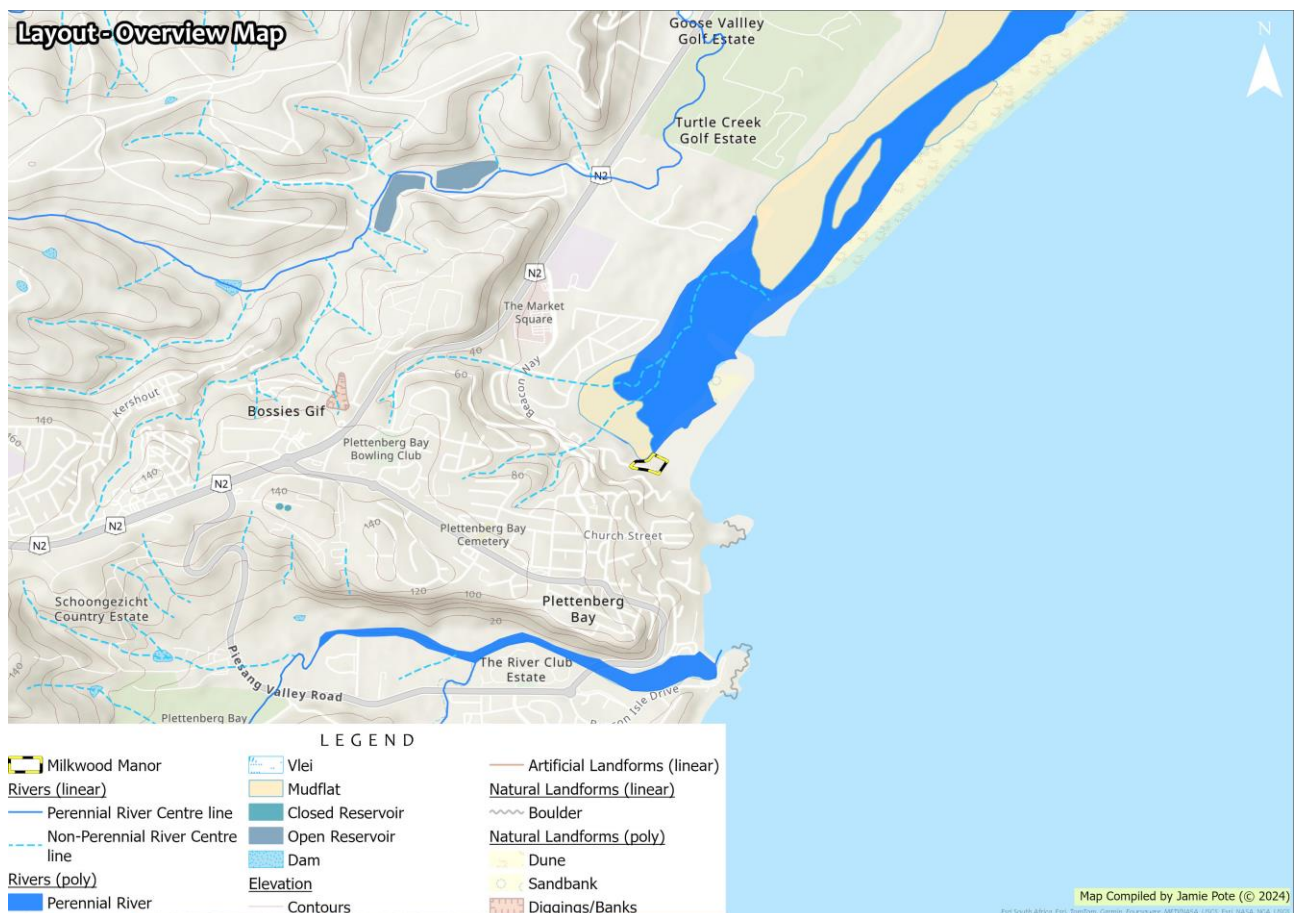 Layout - Overview Map
Goose Vallley
Golf Estate
N
Turtle Creek
Golf Estate
N2
N2
The Market
Square
40
60
Beacon Way
Kershout
140
Bossies Gif
Plettenberg Bay
Bowling Club
160
140
80
N2
140
140
N2
Plettenberg Bay
Cemetery
Church Street
N2
Schoongezicht
Country Estate
120
100
Plettenberg
Bay
20
140
Piesang Valley Road
The River Club
Estate
Isle Drive
Plettenberg Bay
LEGEND
Milkwood Manor
Rivers (linear)
Perennial River Centre line
Non-Perennial River Centre
line
Rivers (poly)
Perennial River
Vlei
Mudflat
Closed Reservoir
Open Reservoir
Dam
Elevation
Contours
Artificial Landforms (linear)
Natural Landforms (linear)
Boulder
Natural Landforms (poly)
Dune
Sandbank
Diggings/Banks
Map Compiled by Jamie Pote (© 2024)